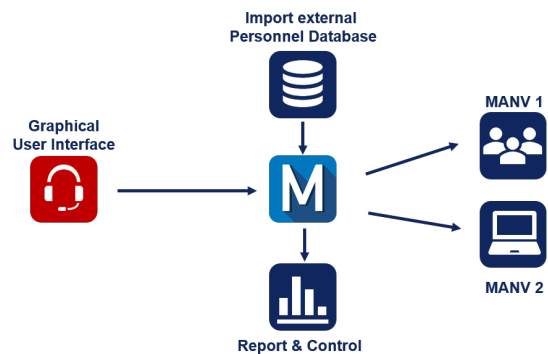 Import external
Personnel Database
MANV 1
Graphical
User Interface
M
MANV 2
Report & Control